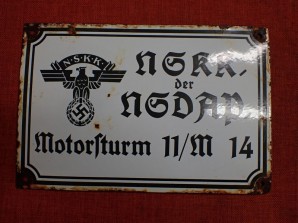 N·S·K·K·
NSKK.
der
NSDAP.
Motorſturm 11/M 14